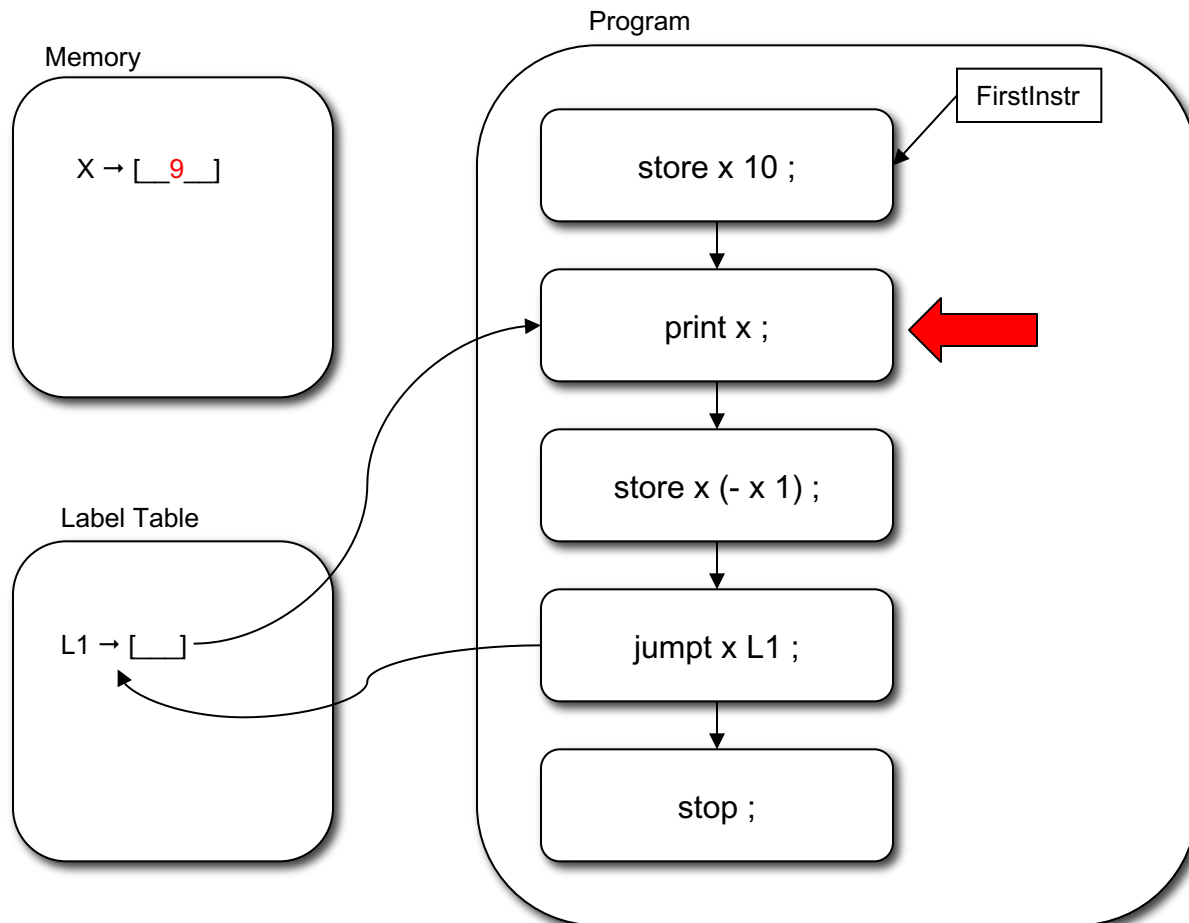 Program
Memory
FirstInstr
X → [__9__]
store x 10 ;
print x ;
store x (- x 1) ;
Label Table
L1 → [___]
jumpt x L1 ;
stop ;